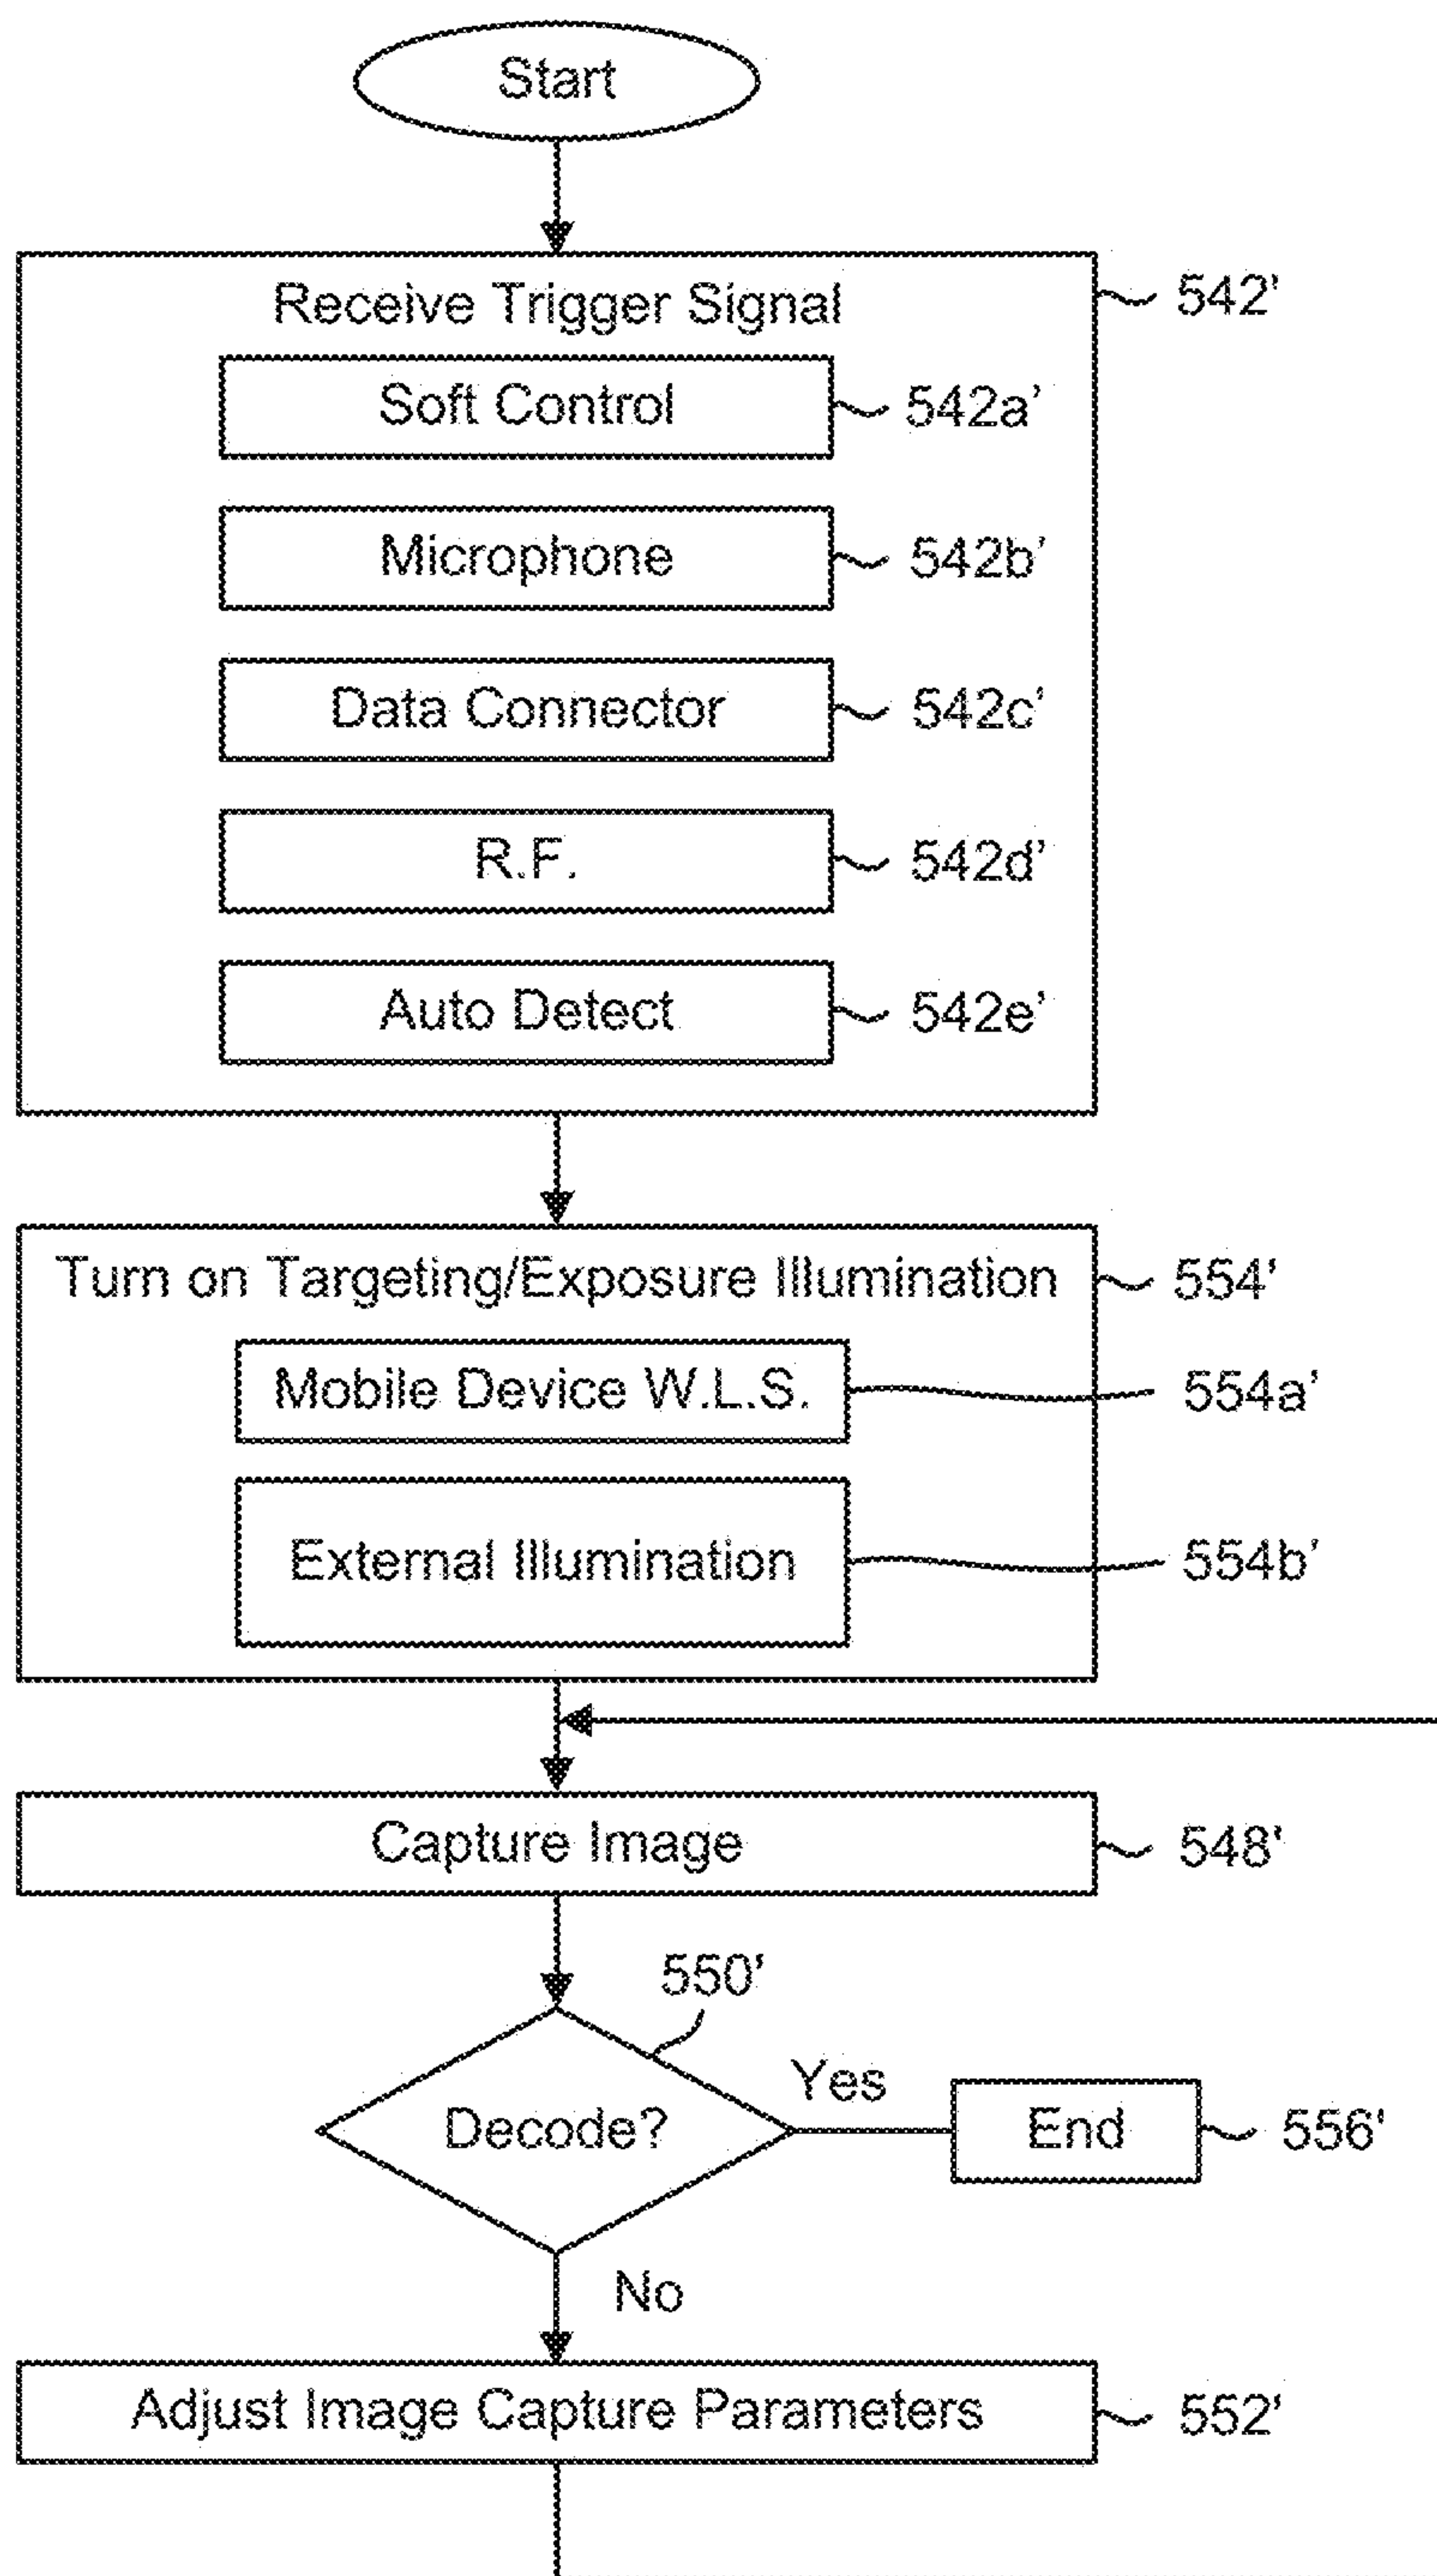 Start
Receive Trigger Signal
542'
Soft Control
542a'
Microphone
542b'
Data Connector
542c'
R.F.
542d'
Auto Detect
542e'
Turn on Targeting/Exposure Illumination
554'
Mobile Device W.L.S.
554a'
External Illumination
554b'
Capture Image
548'
550'
Decode?
Yes
End
556'
No
Adjust Image Capture Parameters
552'